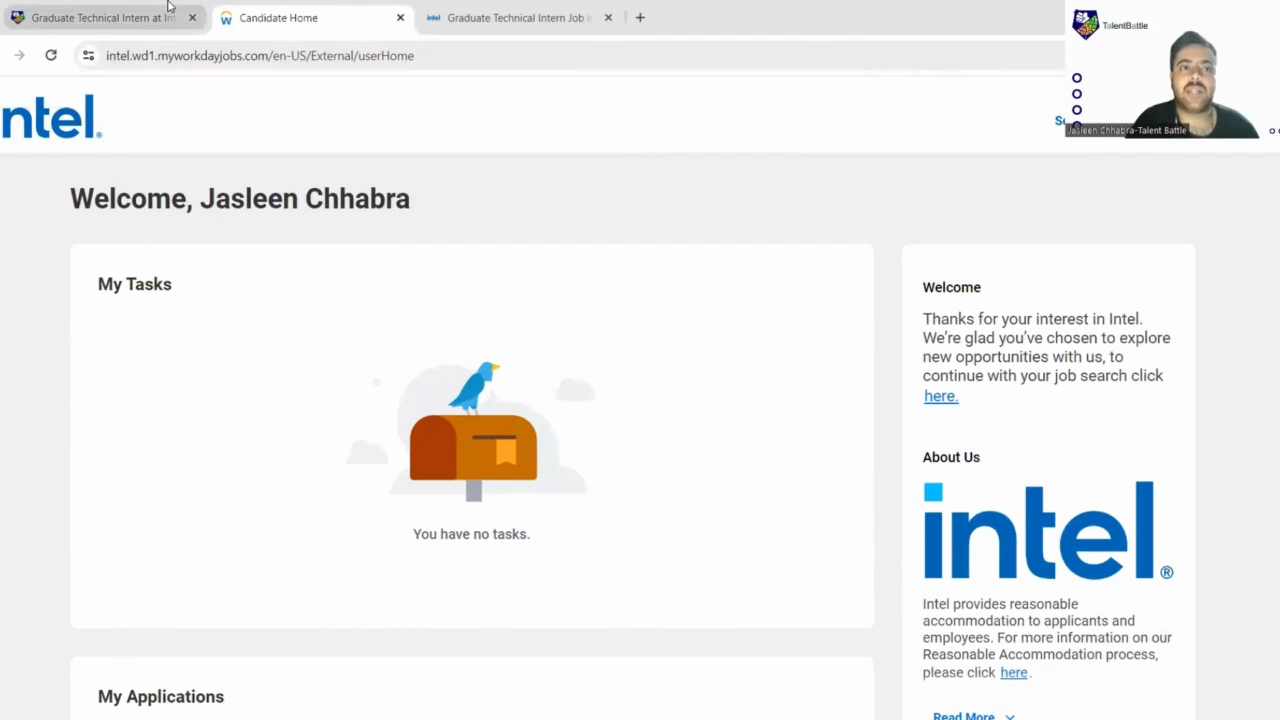 Graduate Technical Intern at Int
Candidate Home
intel
Graduate Technical Intern Job i
TalentBattle
intel.wd1.myworkdayjobs.com/en-US/External/userHome
ntel.
Se
Jasleen Chhabra-Talent Battle
Welcome, Jasleen Chhabra
My Tasks
You have no tasks.
My Applications
Welcome
Thanks for your interest in Intel.
We're glad you've chosen to explore
new opportunities with us, to
continue with your job search click
here.
About Us
intel.®
Intel provides reasonable
accommodation to applicants and
employees. For more information on our
Reasonable Accommodation process,
please click here.
Read More